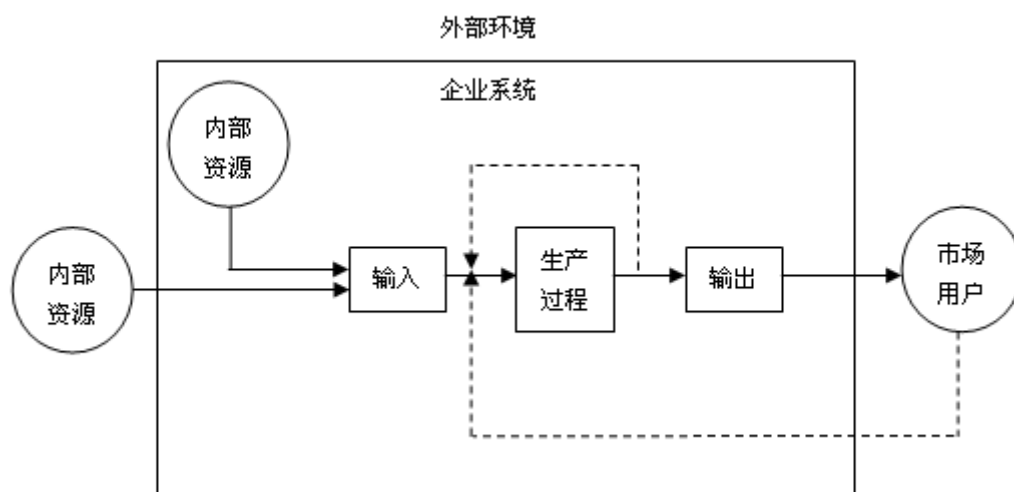 外部环境
企业系统
内部
资源
内部
资源
输入
生产
过程
输出
市场
用户